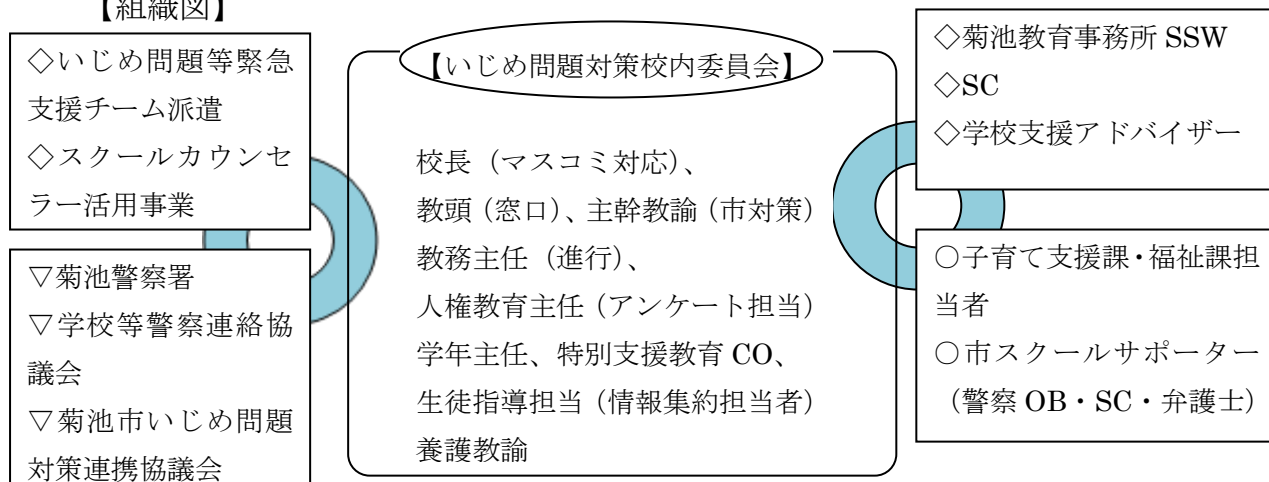 【組織図】
◇いじめ問題等緊急
支援チーム派遣
◇スクールカウンセ
ラー活用事業
▽菊池警察署
▽学校等警察連絡協
議会
▽菊池市いじめ問題
対策連携協議会
【いじめ問題対策校内委員会】
校長（マスコミ対応）、
教頭（窓口）、主幹教諭（市対策）
教務主任（進行）、
人権教育主任（アンケート担当）
学年主任、特別支援教育 CO、
生徒指導担当（情報集約担当者）
養護教諭
◇菊池教育事務所 SSW
◇SC
◇学校支援アドバイザー
○子育て支援課・福祉課担
当者
○市スクールサポーター
（警察 OB・SC・弁護士）